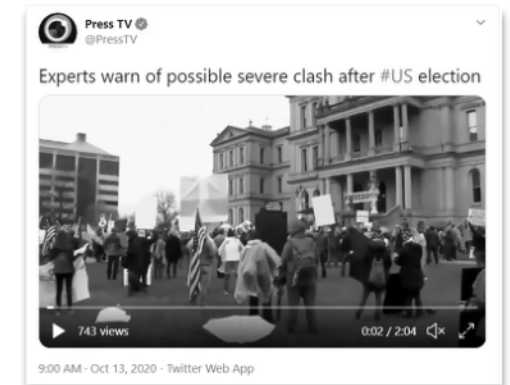 Press TV
@PressTV
Experts warn of possible severe clash after #US election
743 views
0:02 / 2:04
9:00 AM · Oct 13, 2020 · Twitter Web App